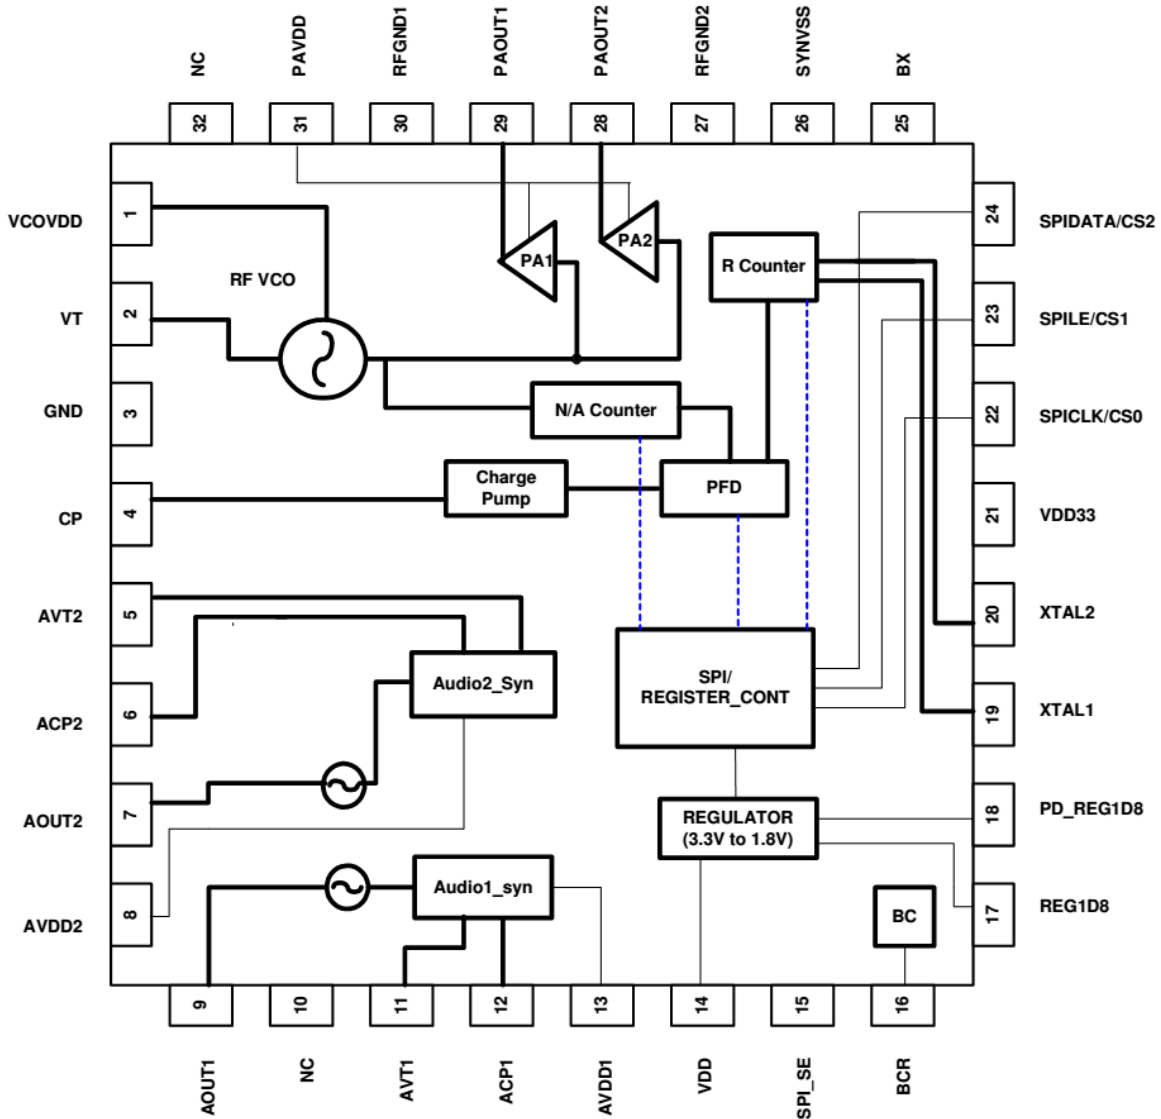 NC
PAVDD
RFGND1
PAOUT1
PAOUT2
RFGND2
SYNVSS
BX
32
31
30
29
28
27
26
25
VCOVDD
1
RF VCO
PA1
PA2
R Counter
24
SPIDATA/CS2
VT
2
23
SPILE/CS1
GND
3
N/A Counter
22
SPICLK/CS0
CP
4
Charge
Pump
PFD
21
VDD33
AVT2
5
20
XTAL2
ACP2
6
Audio2_Syn
SPI/
REGISTER_CONT
19
XTAL1
AOUT2
7
REGULATOR
(3.3V to 1.8V)
18
PD_REG1D8
AVDD2
8
Audio1_syn
BC
17
REG1D8
9
10
11
12
13
14
15
16
AOUT1
NC
AVT1
ACP1
AVDD1
VDD
SPI_SE
BCR